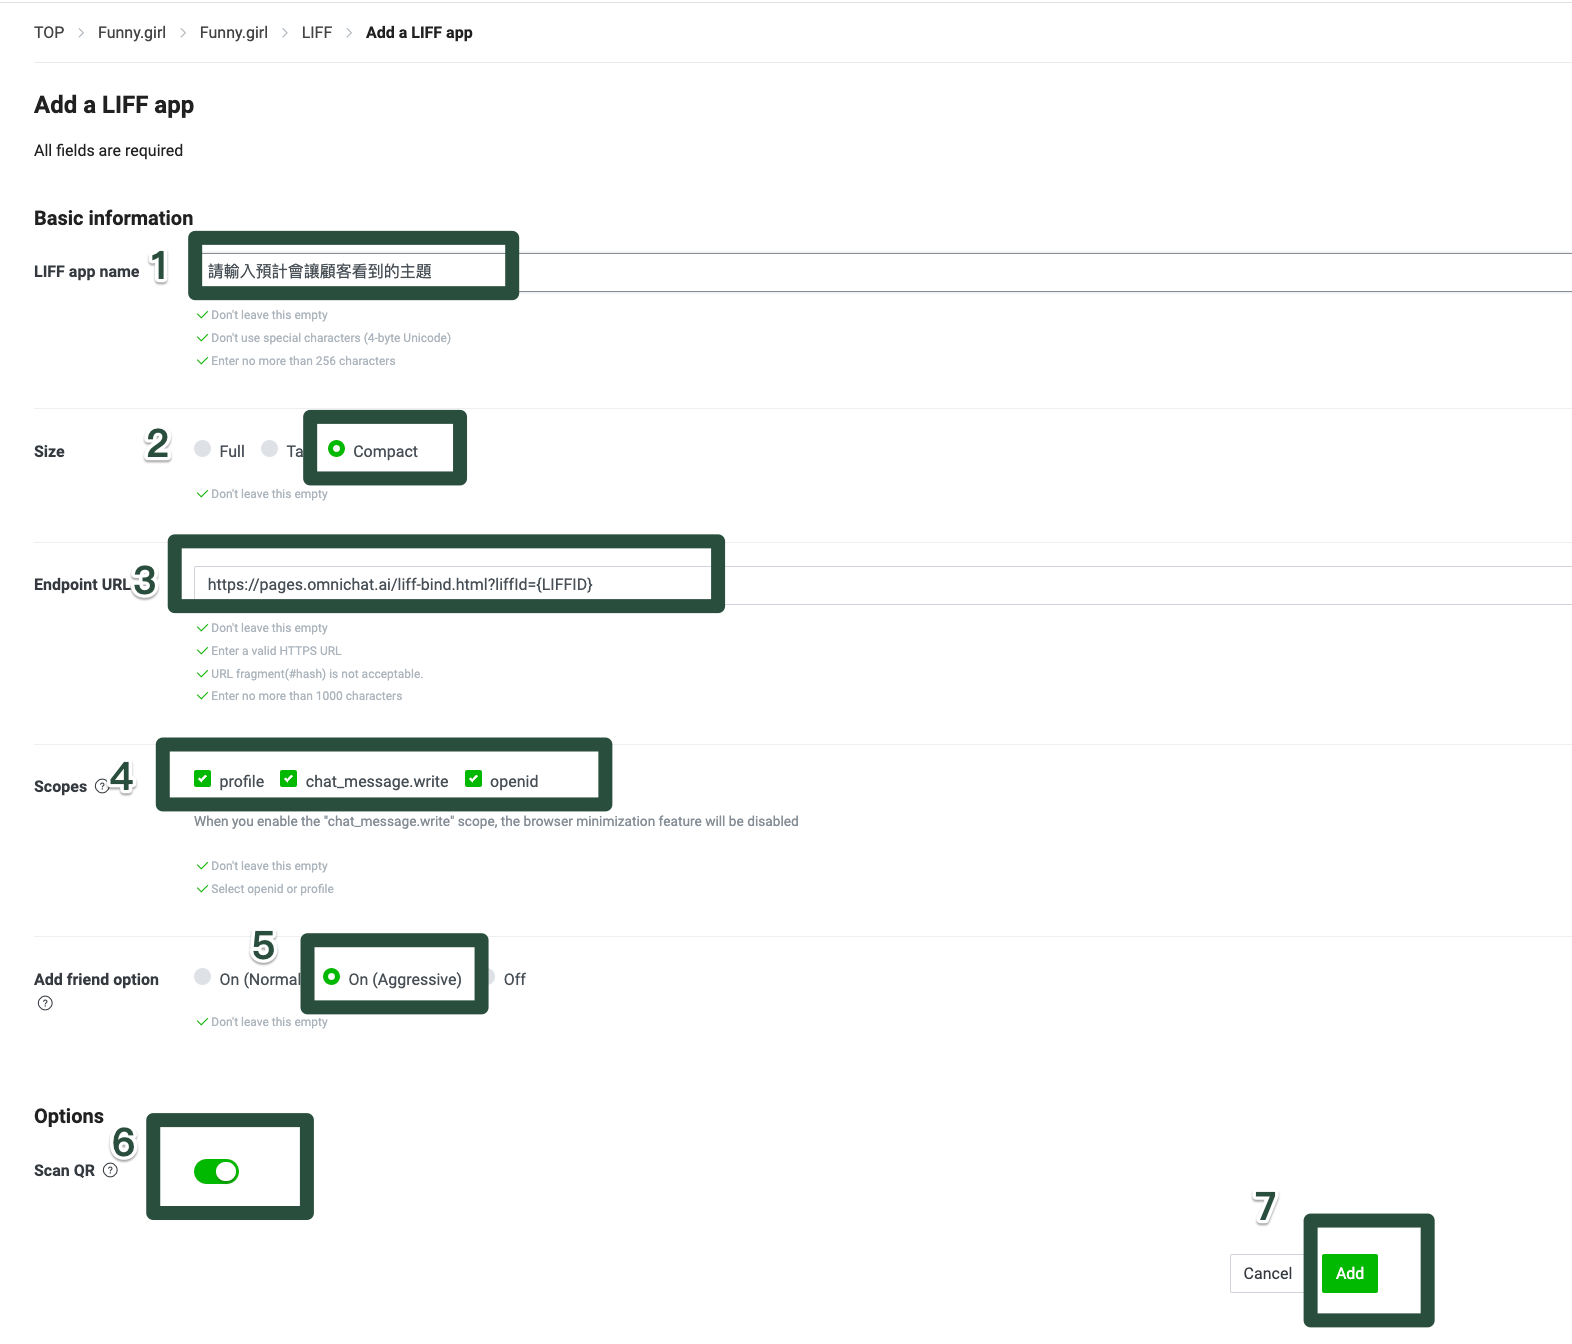 TOP > Funny.girl > Funny.girl > LIFF > Add a LIFF app
Add a LIFF app
All fields are required
Basic information
LIFF app name 1 請輸入預計會讓顧客看到的主題
Don't leave this empty
Don't use special characters (4-byte Unicode)
Enter no more than 256 characters
Size 2 Full Ta Compact
Don't leave this empty
Endpoint URL 3 https://pages.omnichat.ai/liff-bind.html?liffId={LIFFID}
Don't leave this empty
Enter a valid HTTPS URL
URL fragment(#hash) is not acceptable.
Enter no more than 1000 characters
Scopes ? 4 profile chat_message.write openid
When you enable the "chat_message.write" scope, the browser minimization feature will be disabled
Don't leave this empty
Select openid or profile
5
Add friend option On (Normal On (Aggressive) Off
?
Don't leave this empty
Options
6
Scan QR ?
7
Cancel Add